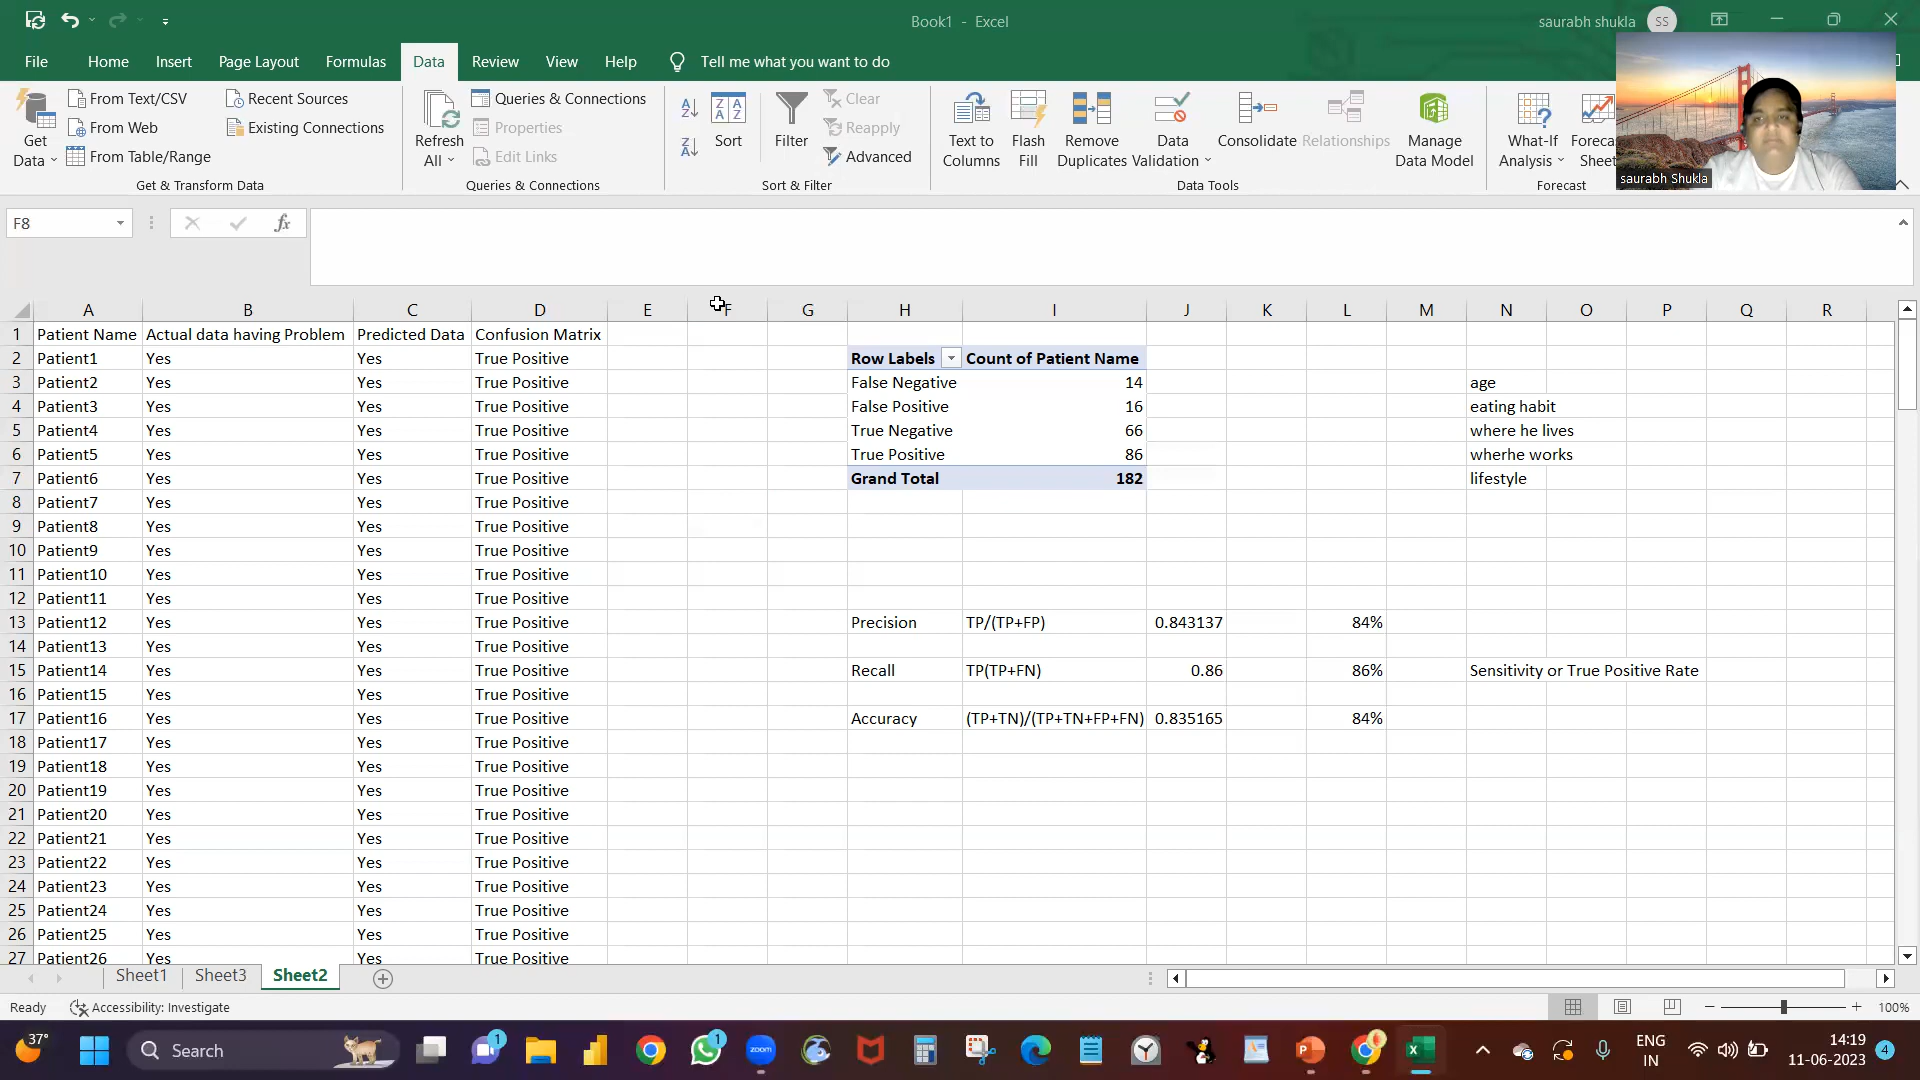 Book1 - Excel
saurabh shukla SS
File Home Insert Page Layout Formulas Data Review View Help Tell me what you want to do
Get Data
From Text/CSV
From Web
From Table/Range
Recent Sources
Existing Connections
Get & Transform Data
Refresh All
Queries & Connections
Properties
Edit Links
Queries & Connections
Sort
Filter
Clear
Reapply
Advanced
Sort & Filter
Text to Columns
Flash Fill
Remove Duplicates
Data Validation
Consolidate
Relationships
Manage Data Model
Data Tools
What-If Analysis
Sheet
Forecast
saurabh Shukla
F8 fx
A B C D E F G H I J K L M N O P Q R
1 Patient Name Actual data having Problem Predicted Data Confusion Matrix
2 Patient1 Yes Yes True Positive Row Labels Count of Patient Name
3 Patient2 Yes Yes True Positive False Negative 14 age
4 Patient3 Yes Yes True Positive False Positive 16 eating habit
5 Patient4 Yes Yes True Positive True Negative 66 where he lives
6 Patient5 Yes Yes True Positive True Positive 86 wherhe works
7 Patient6 Yes Yes True Positive Grand Total 182 lifestyle
8 Patient7 Yes Yes True Positive
9 Patient8 Yes Yes True Positive
10 Patient9 Yes Yes True Positive
11 Patient10 Yes Yes True Positive
12 Patient11 Yes Yes True Positive
13 Patient12 Yes Yes True Positive Precision TP/(TP+FP) 0.843137 84%
14 Patient13 Yes Yes True Positive
15 Patient14 Yes Yes True Positive Recall TP(TP+FN) 0.86 86% Sensitivity or True Positive Rate
16 Patient15 Yes Yes True Positive
17 Patient16 Yes Yes True Positive Accuracy (TP+TN)/(TP+TN+FP+FN) 0.835165 84%
18 Patient17 Yes Yes True Positive
19 Patient18 Yes Yes True Positive
20 Patient19 Yes Yes True Positive
21 Patient20 Yes Yes True Positive
22 Patient21 Yes Yes True Positive
23 Patient22 Yes Yes True Positive
24 Patient23 Yes Yes True Positive
25 Patient24 Yes Yes True Positive
26 Patient25 Yes Yes True Positive
27 Patient26 Yes Yes True Positive
Sheet1 Sheet3 Sheet2
Ready Accessibility: Investigate 100%
37° Search 1 1 zoom ENG 14:19
IN 11-06-2023 4